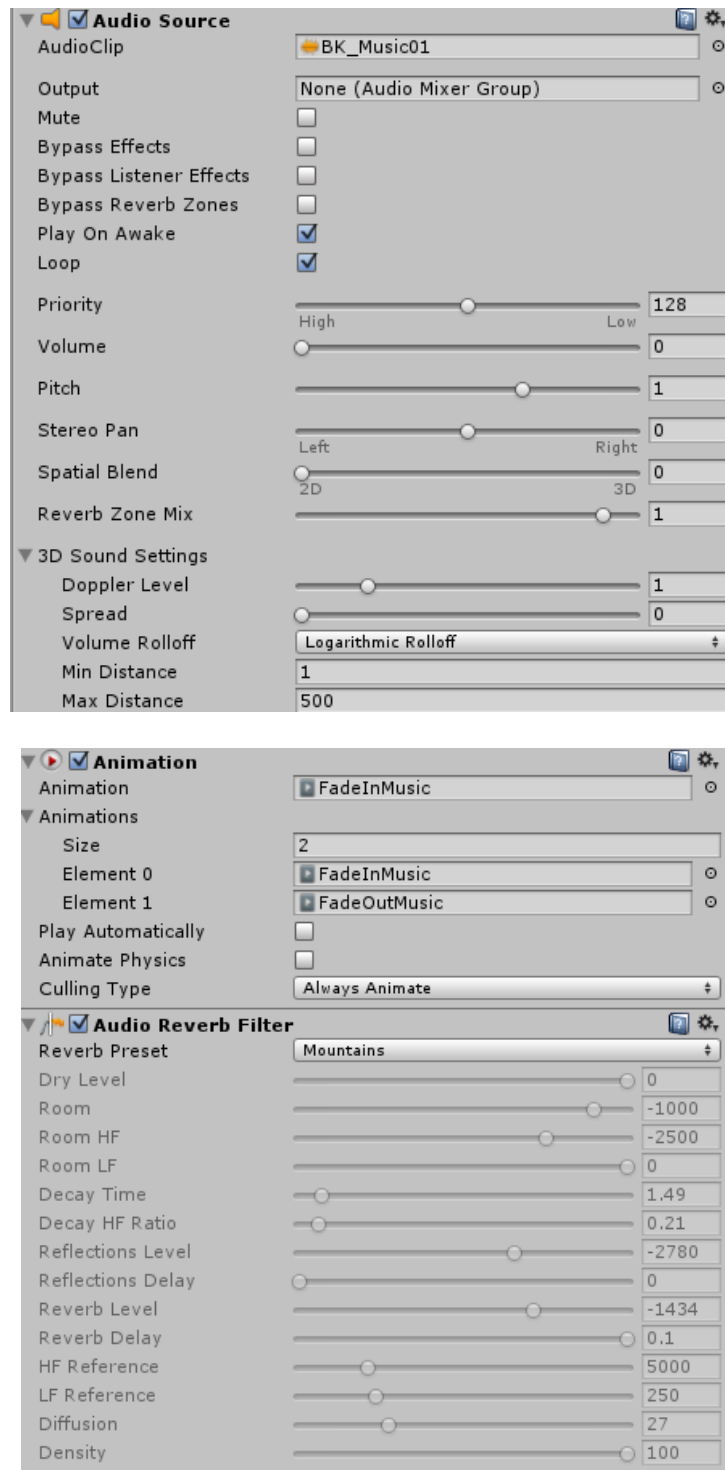 Audio Source
AudioClip BK_Music01
Output None (Audio Mixer Group)
Mute
Bypass Effects
Bypass Listener Effects
Bypass Reverb Zones
Play On Awake
Loop
Priority 128
High Low
Volume 0
Pitch 1
Stereo Pan 0
Left Right
Spatial Blend 0
2D 3D
Reverb Zone Mix 1
3D Sound Settings
Doppler Level 1
Spread 0
Volume Rolloff Logarithmic Rolloff
Min Distance 1
Max Distance 500
Animation
Animation FadeInMusic
Animations
Size 2
Element 0 FadeInMusic
Element 1 FadeOutMusic
Play Automatically
Animate Physics
Culling Type Always Animate
Audio Reverb Filter
Reverb Preset Mountains
Dry Level 0
Room -1000
Room HF -2500
Room LF 0
Decay Time 1.49
Decay HF Ratio 0.21
Reflections Level -2780
Reflections Delay 0
Reverb Level -1434
Reverb Delay 0.1
HF Reference 5000
LF Reference 250
Diffusion 27
Density 100